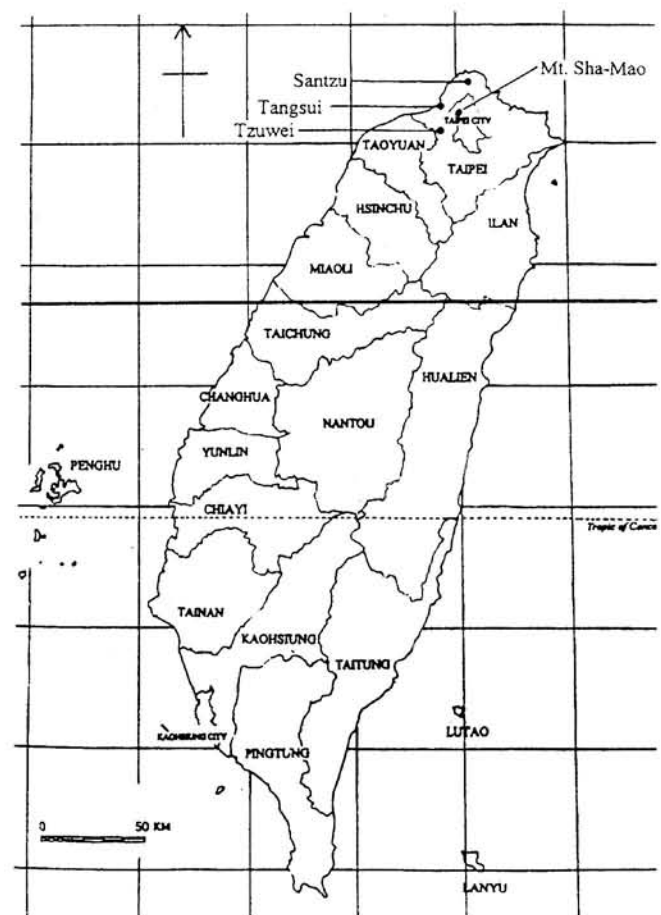 Mt. Sha-Mao
Santzu
Tangsui
TAIPEI CITY
Tzuwei
TAOYUAN
TAIPEI
HSINCHU
ILAN
MIAOLI
TAICHUNG
HUALIEN
CHANGHUA
NANTOU
YUNLIN
PENGHU
CHIAYI
Tropic of Cance
TAINAN
KAOHSIUNG
TAITUNG
KAOHSIUNG CITY
LUTAO
PINGTUNG
0 50 KM
LANYU